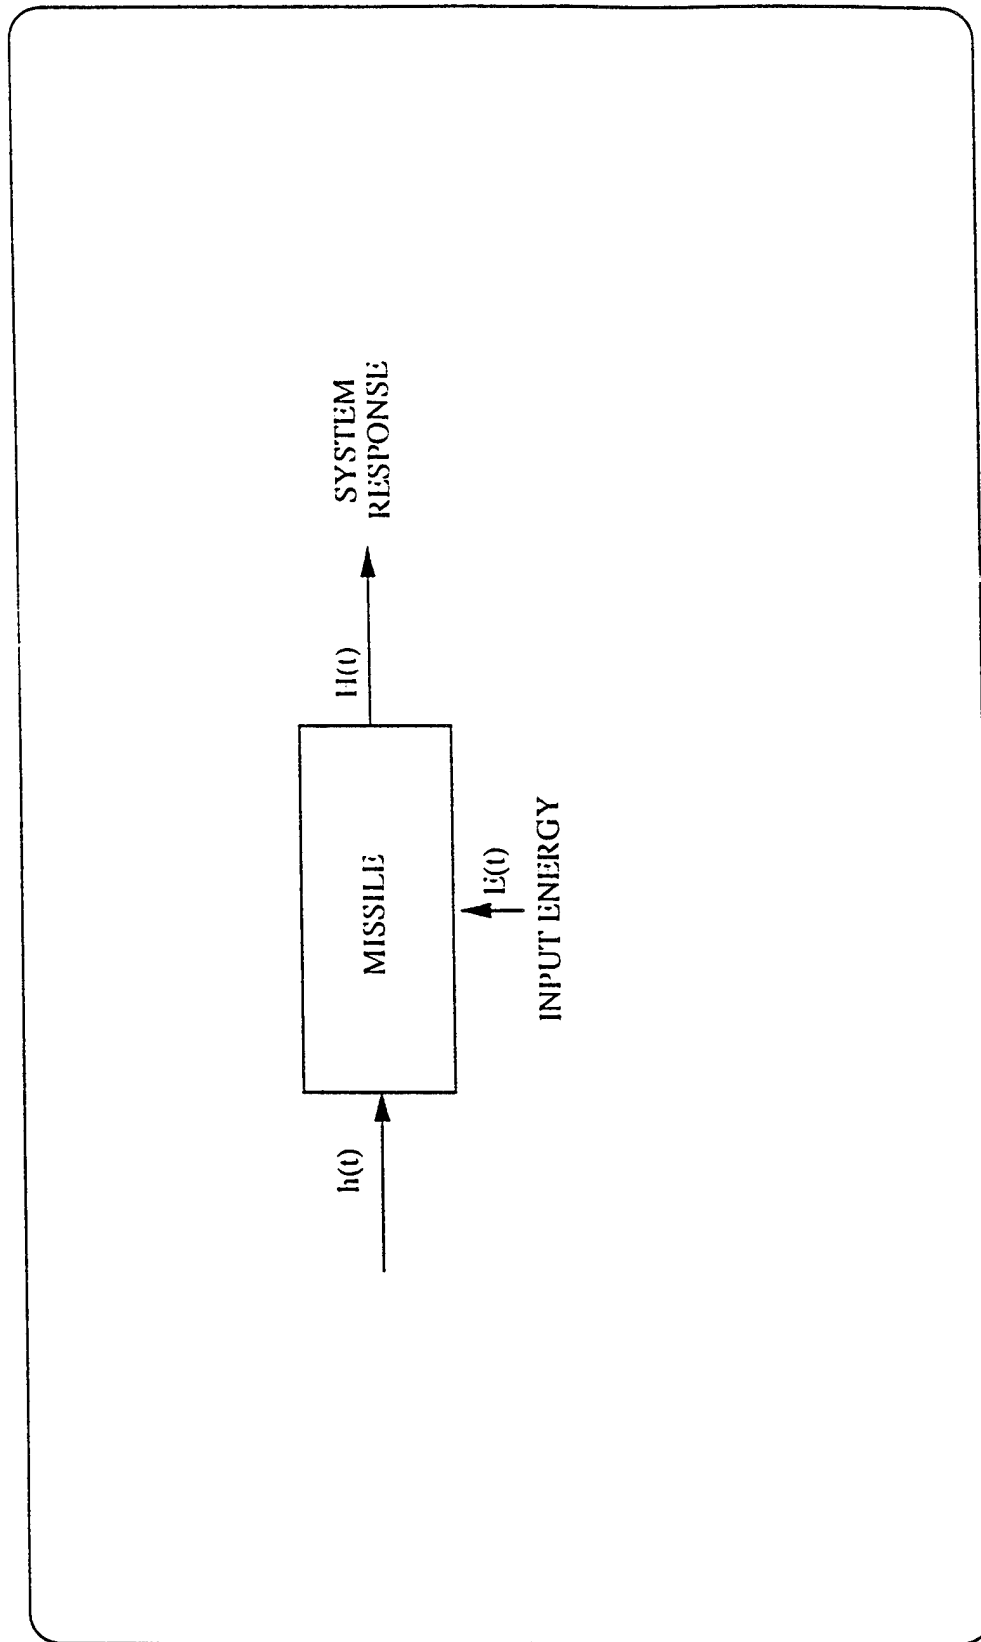 h(t)
MISSILE
H(t)
SYSTEM
RESPONSE
E(t)
INPUT ENERGY